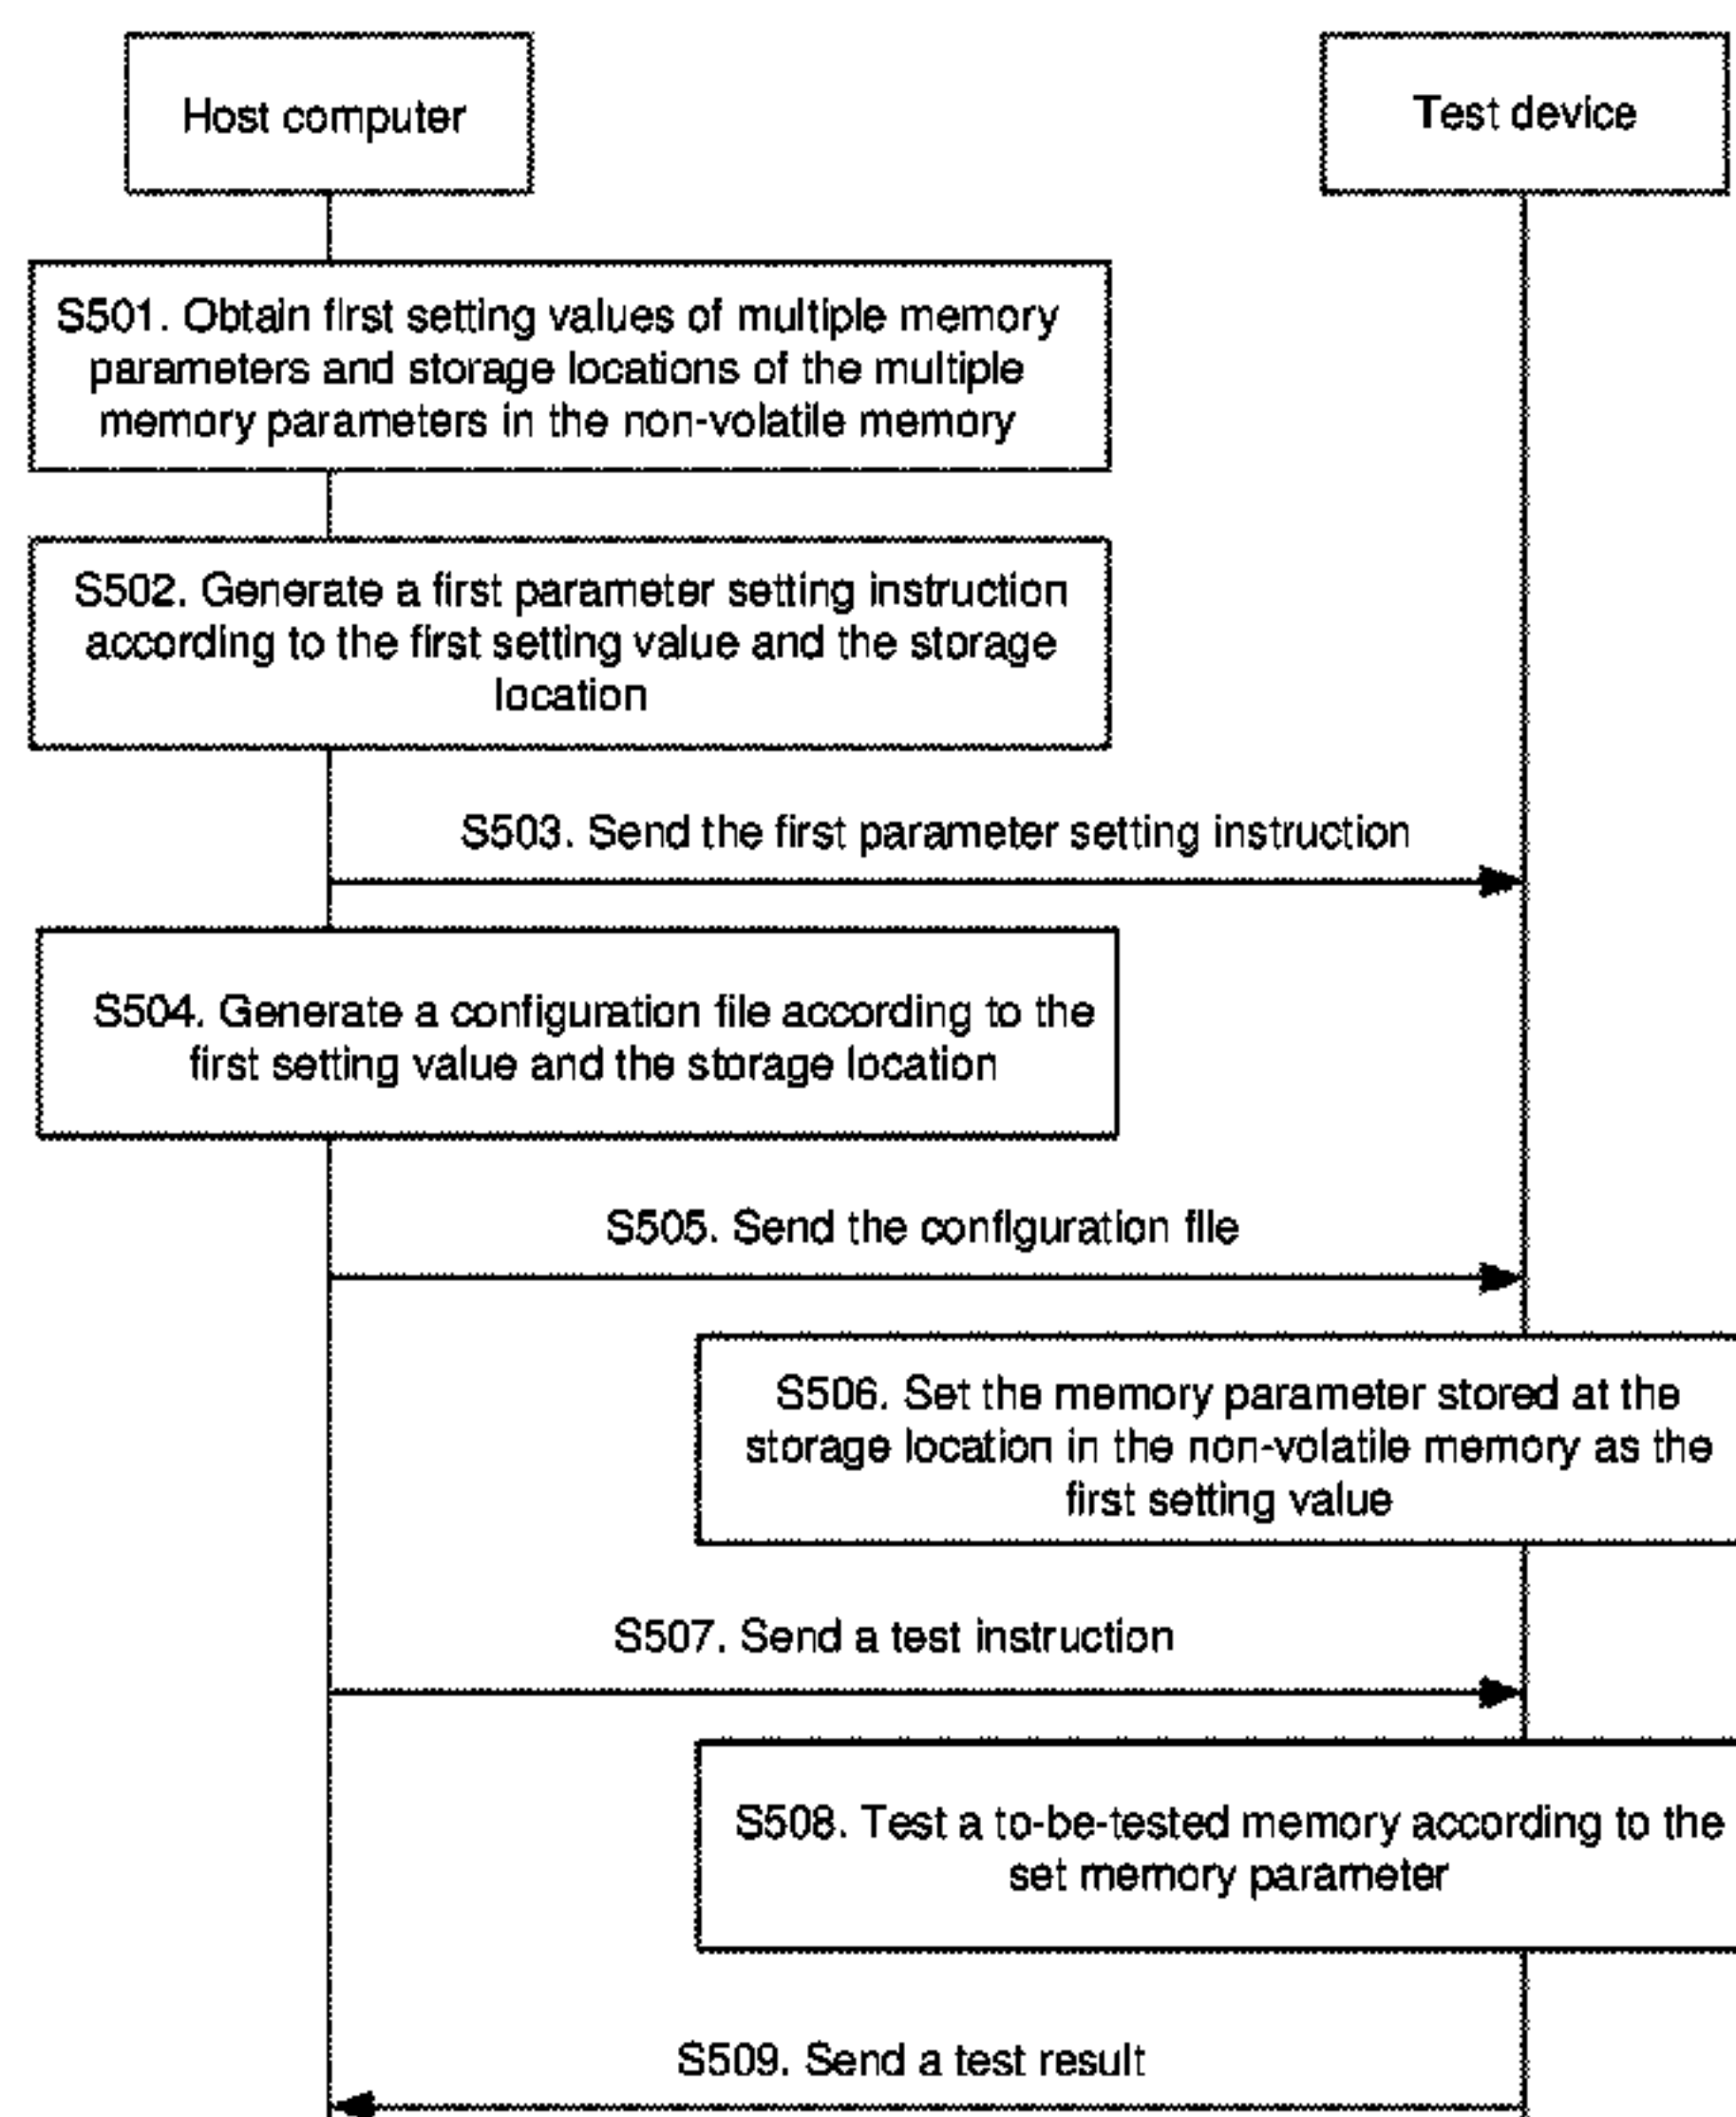 Host computer
Test device
S501. Obtain first setting values of multiple memory
parameters and storage locations of the multiple
memory parameters in the non-volatile memory
S502. Generate a first parameter setting instruction
according to the first setting value and the storage
location
S503. Send the first parameter setting instruction
S504. Generate a configuration file according to the
first setting value and the storage location
S505. Send the configuration file
S506. Set the memory parameter stored at the
storage location in the non-volatile memory as the
first setting value
S507. Send a test instruction
S508. Test a to-be-tested memory according to the
set memory parameter
S509. Send a test result